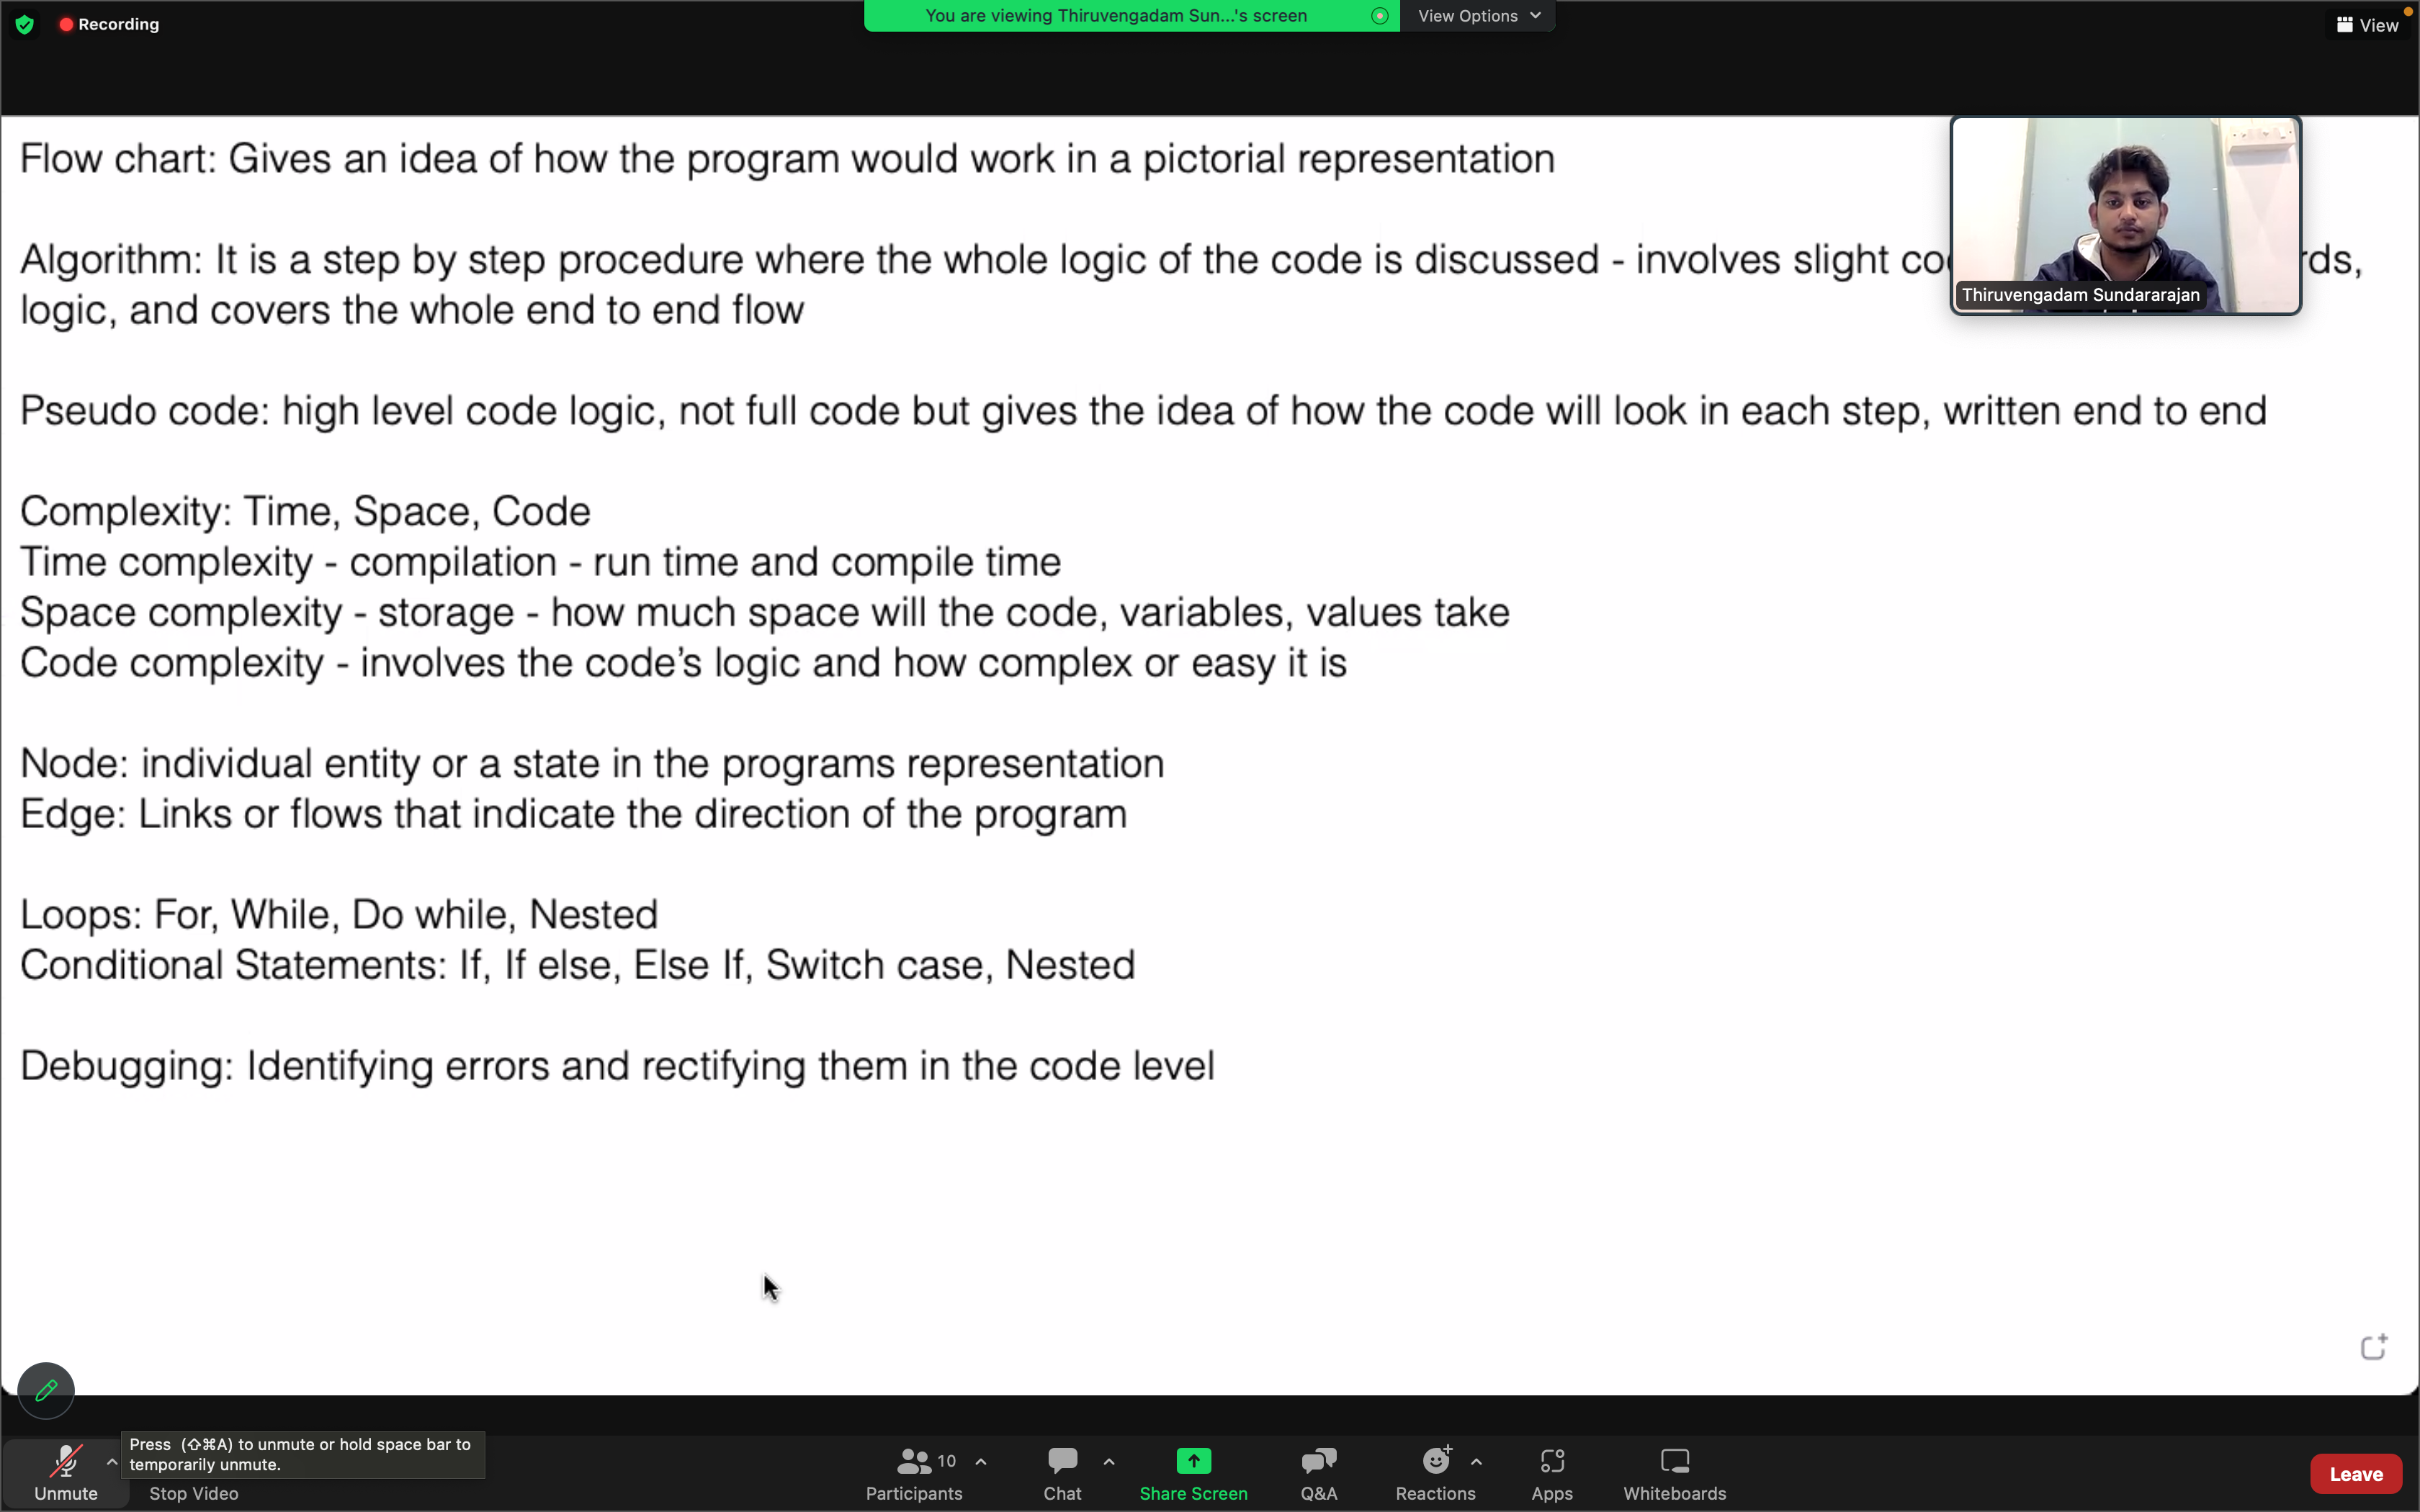 Recording
You are viewing Thiruvengadam Sun...'s screen
View Options
View
Flow chart: Gives an idea of how the program would work in a pictorial representation
Algorithm: It is a step by step procedure where the whole logic of the code is discussed - involves slight
logic, and covers the whole end to end flow
Thiruvengadam Sundararajan
Pseudo code: high level code logic, not full code but gives the idea of how the code will look in each step, written end to end
Complexity: Time, Space, Code
Time complexity - compilation - run time and compile time
Space complexity - storage - how much space will the code, variables, values take
Code complexity - involves the code's logic and how complex or easy it is
Node: individual entity or a state in the programs representation
Edge: Links or flows that indicate the direction of the program
Loops: For, While, Do while, Nested
Conditional Statements: If, If else, Else If, Switch case, Nested
Debugging: Identifying errors and rectifying them in the code level
Press (⇧⌘A) to unmute or hold space bar to
temporarily unmute.
Unmute
Stop Video
10
Participants
Chat
Share Screen
Q&A
Reactions
Apps
Whiteboards
Leave